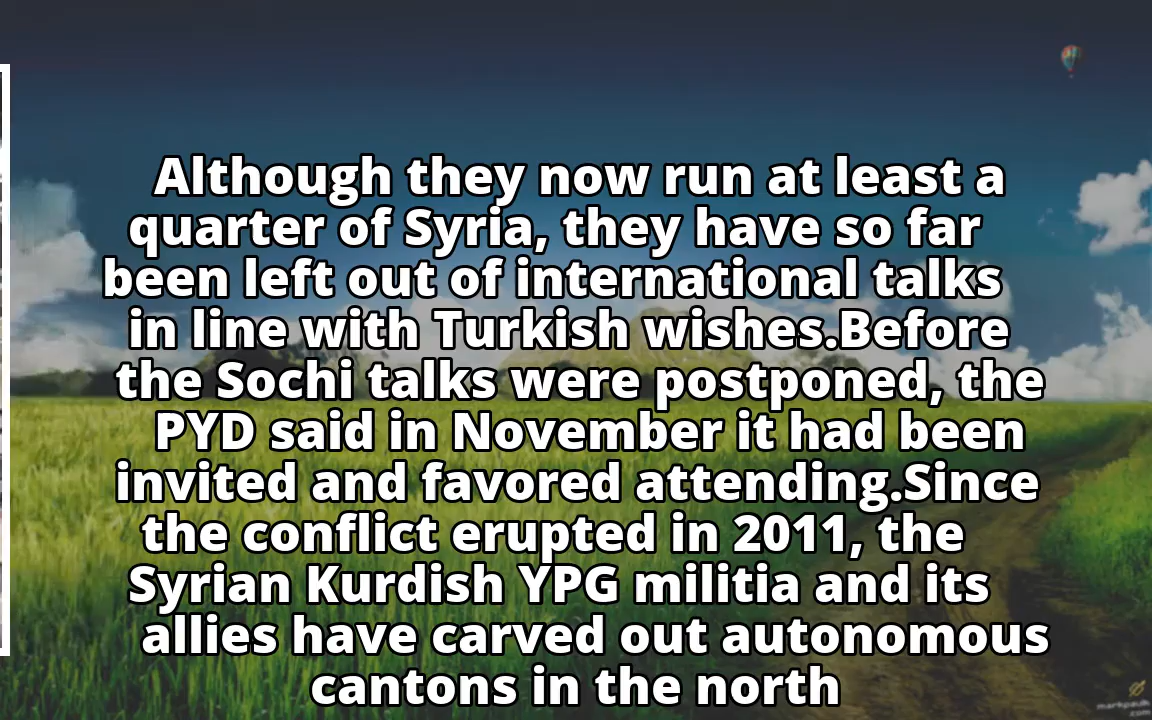 Although they now run at least a
quarter of Syria, they have so far
been left out of international talks
in line with Turkish wishes.Before
the Sochi talks were postponed, the
PYD said in November it had been
invited and favored attending.Since
the conflict erupted in 2011, the
Syrian Kurdish YPG militia and its
allies have carved out autonomous
cantons in the north
.com